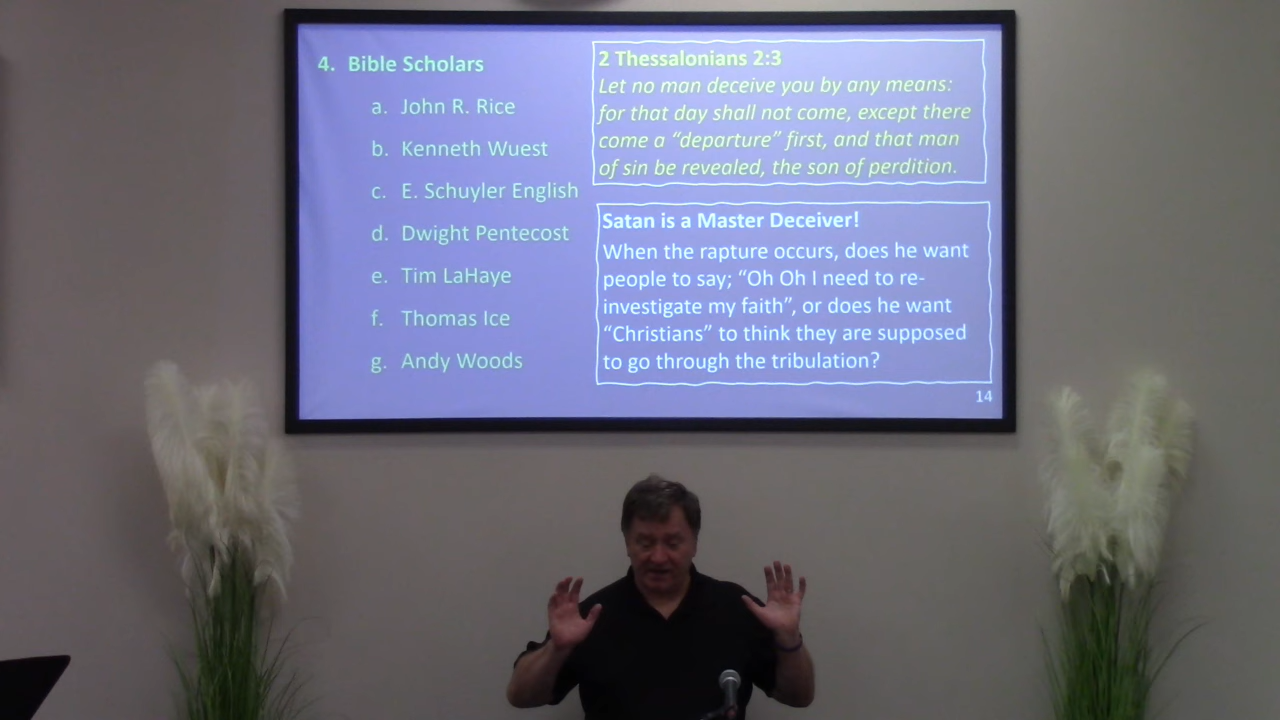 4. Bible Scholars
a. John R. Rice
b. Kenneth Wuest
c. E. Schuyler English
d. Dwight Pentecost
e. Tim LaHaye
f. Thomas Ice
g. Andy Woods
2 Thessalonians 2:3
Let no man deceive you by any means:
for that day shall not come, except there
come a “departure” first, and that man
of sin be revealed, the son of perdition.
Satan is a Master Deceiver!
When the rapture occurs, does he want
people to say; “Oh Oh I need to re-
investigate my faith”, or does he want
“Christians” to think they are supposed
to go through the tribulation?
14